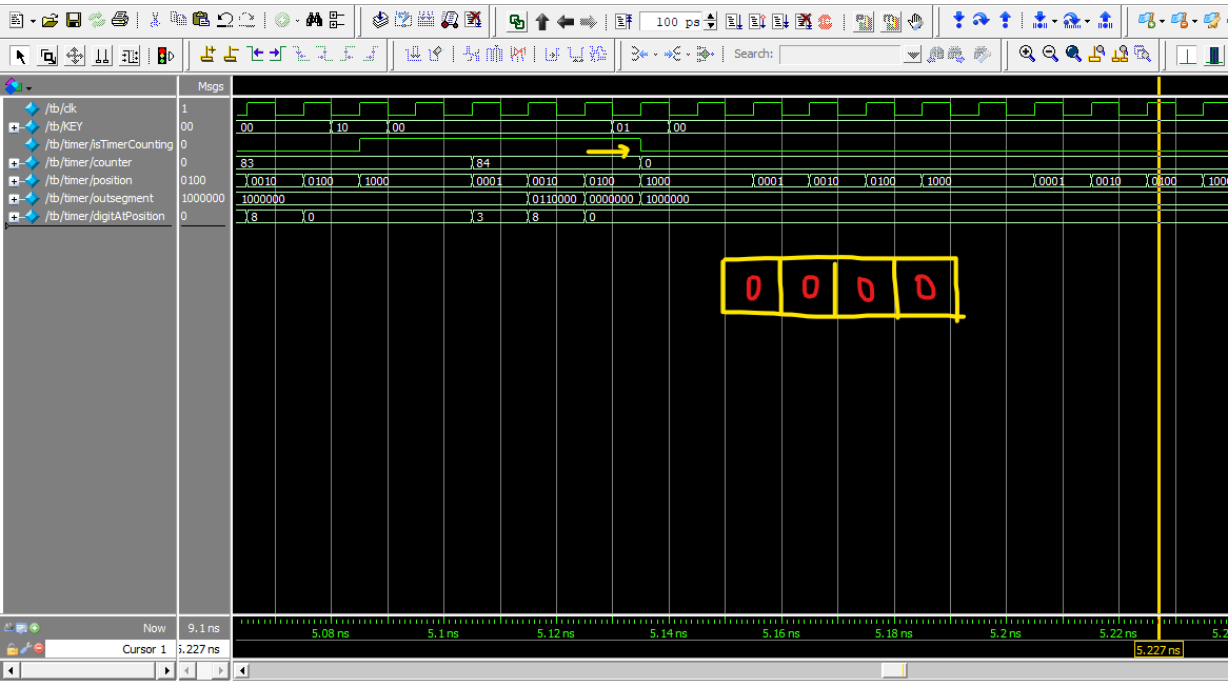 100 ps
Search:
Msgs
/tb/clk 1
/tb/KEY 00 00 10 00 01 00
/tb/timer/isTimerCounting 0
/tb/timer/counter 0 83 84 0
/tb/timer/position 0100 0010 0100 1000 0001 0010 0100 1000 0001 0010 0100 1000 0001 0010 0100 100
/tb/timer/outsegment 1000000 1000000 0110000 0000000 1000000
/tb/timer/digitAtPosition 0 8 0 3 8 0
0 0 0 0
Now 9.1 ns 5.08 ns 5.1 ns 5.12 ns 5.14 ns 5.16 ns 5.18 ns 5.2 ns 5.22 ns 5.2
Cursor 1 5.227 ns 5.227 ns